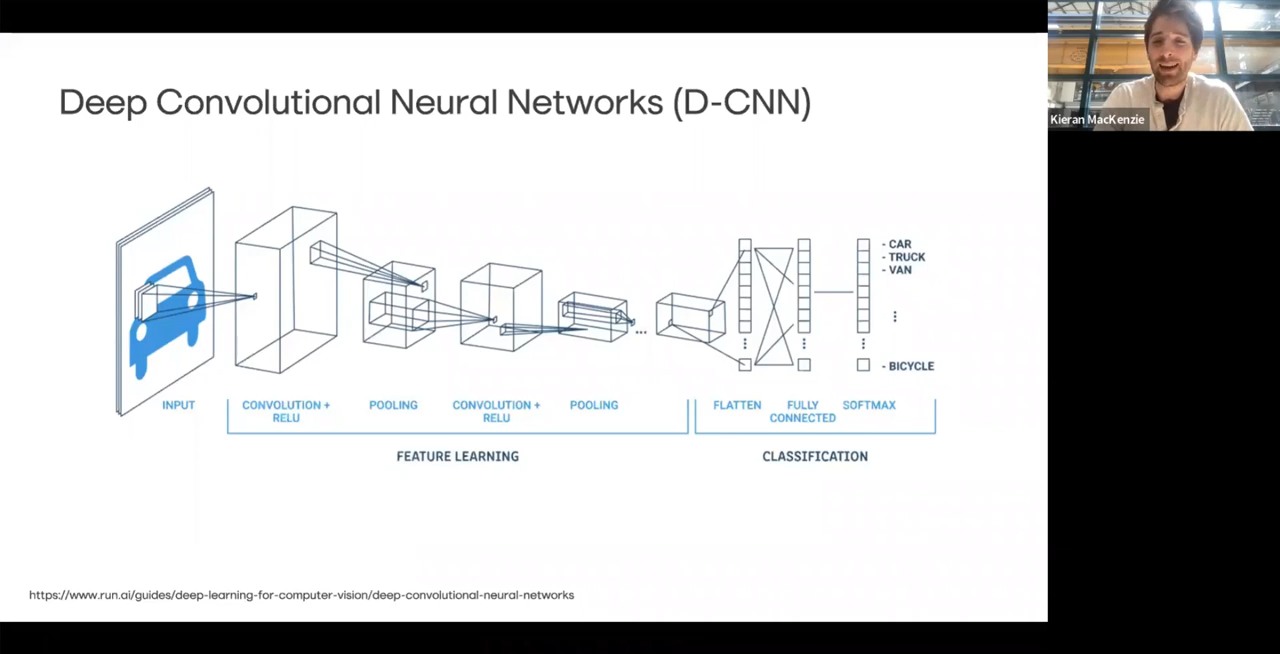 Deep Convolutional Neural Networks (D-CNN)
Kieran MacKenzie
- CAR
- TRUCK
- VAN
- BICYCLE
INPUT
CONVOLUTION +
RELU
POOLING
CONVOLUTION +
RELU
POOLING
FLATTEN
FULLY
CONNECTED
SOFTMAX
FEATURE LEARNING
CLASSIFICATION
https://www.run.ai/guides/deep-learning-for-computer-vision/deep-convolutional-neural-networks